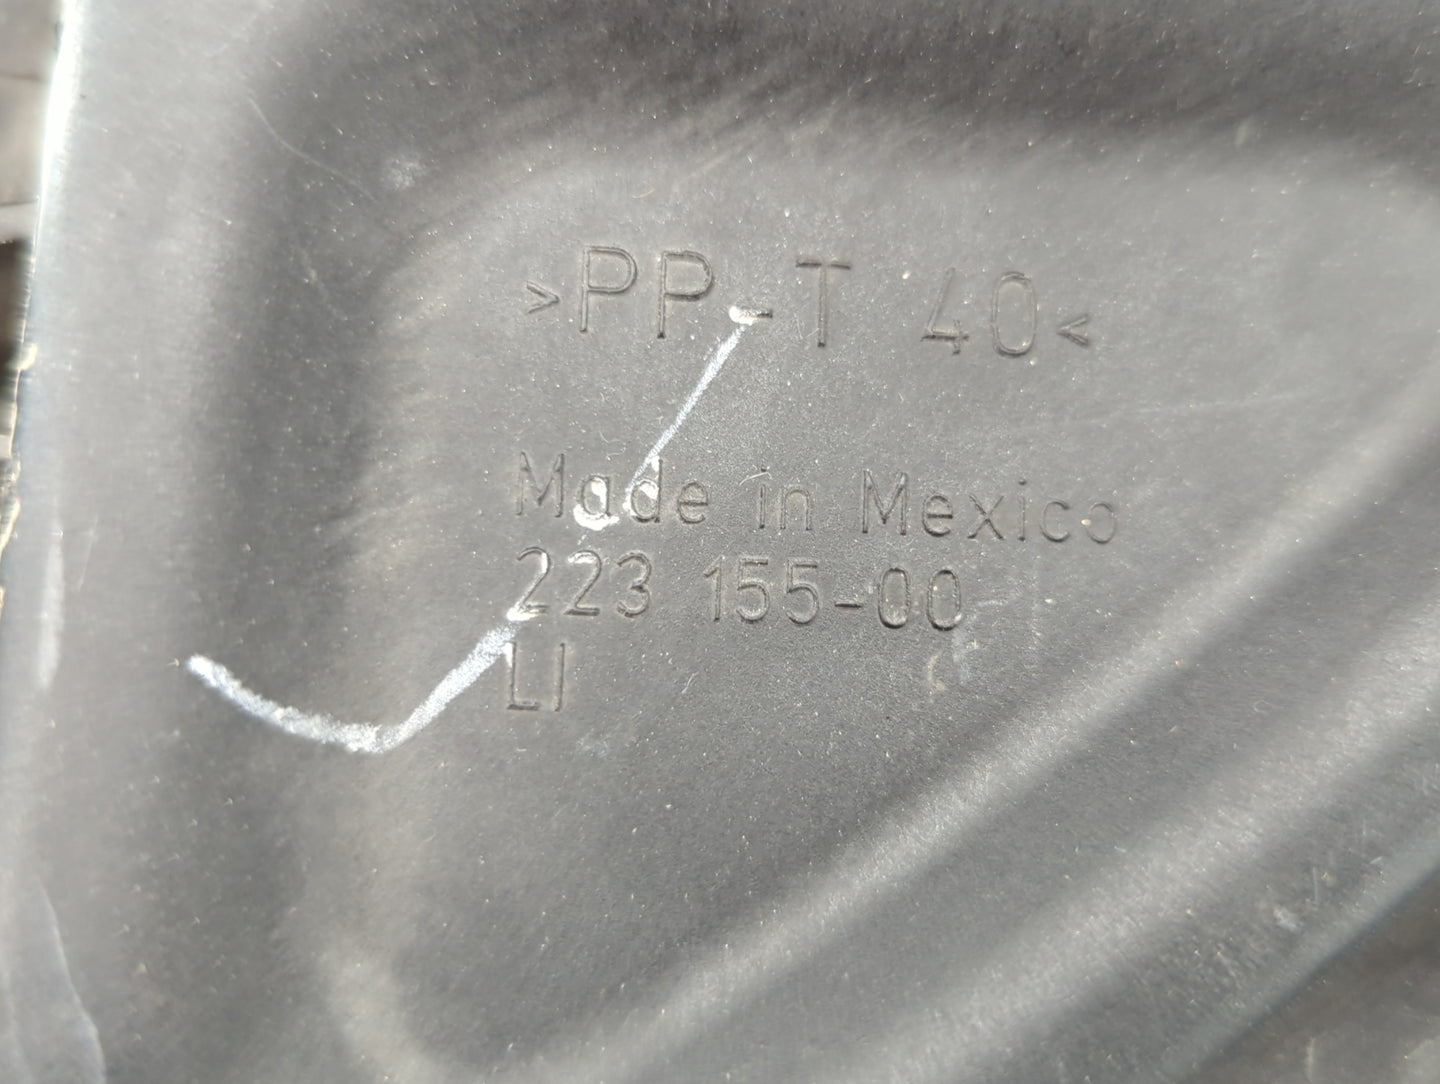 >PP-T 40<
Made in Mexico
223 155-00
LI